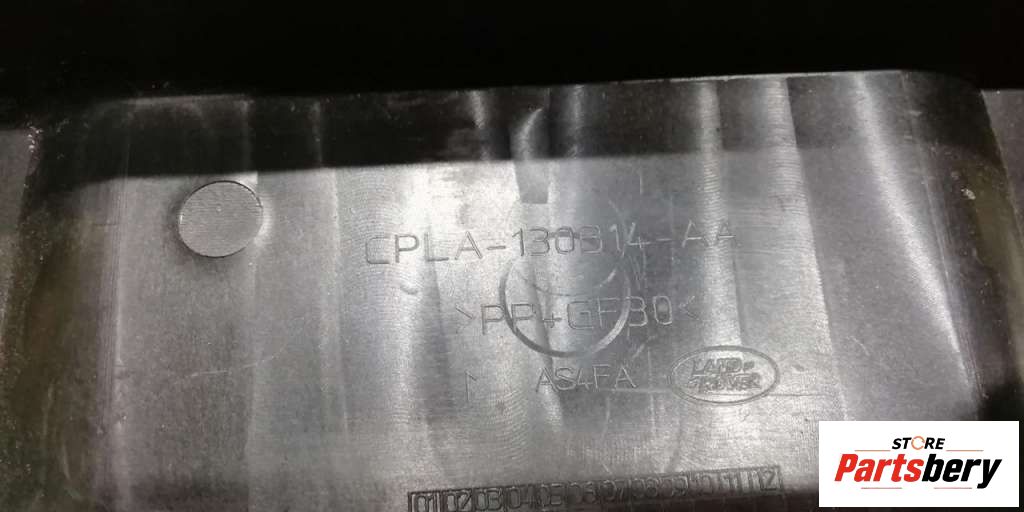 CPLA-130B14-AA
>PP+GF30<
AS4FA
LAND-
ROVER
01 02 03 04 05 06 07 08 09 10 11 12
STORE
Partsbery